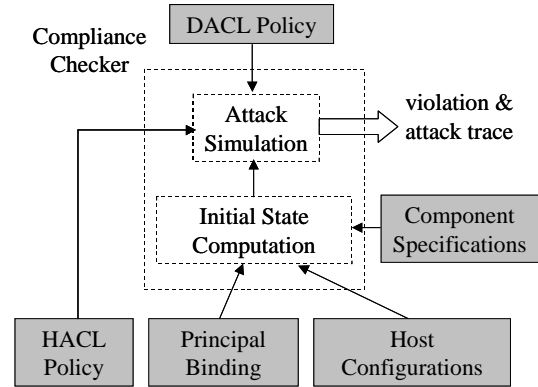 DACL Policy
Compliance
Checker
Attack
Simulation
violation &
attack trace
Initial State
Computation
Component
Specifications
HACL
Policy
Principal
Binding
Host
Configurations